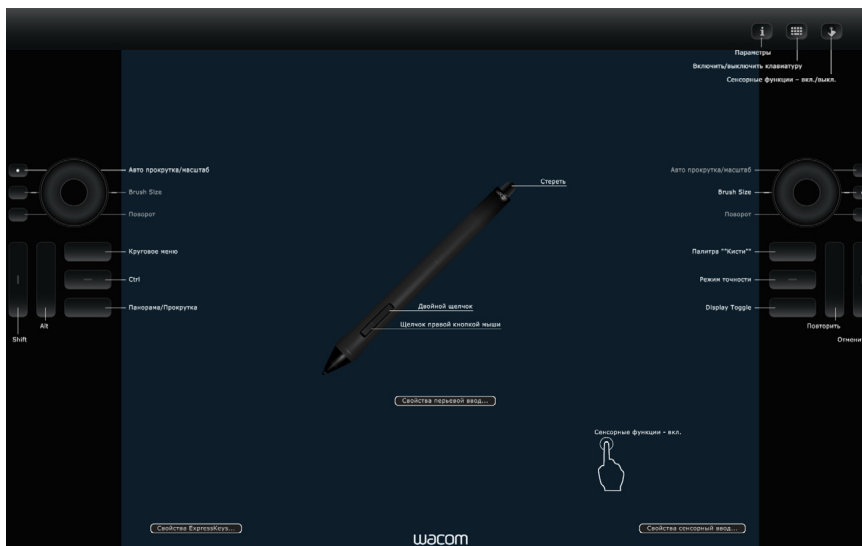 Параметры
Включить/выключить клавиатуру
Сенсорные функции – вкл./выкл.
Авто прокрутка/масштаб
Brush Size
Поворот
Круговое меню
Ctrl
Панорама/Прокрутка
Alt
Shift
Стереть
Двойной щелчок
Щелчок правой кнопкой мыши
Свойства перьевой ввод...
Авто прокрутка/масштаб
Brush Size
Поворот
Палитра ""Кисти""
Режим точности
Display Toggle
Повторить
Отмени
Сенсорные функции - вкл.
Свойства ExpressKeys...
wacom
Свойства сенсорный ввод...